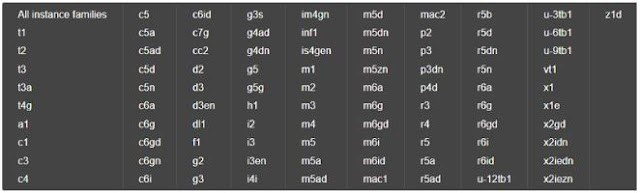 All instance families c5 c6id g3s im4gn m5d mac2 r5b u-3tb1 z1d
t1 c5a c7g g4ad inf1 m5dn p2 r5d u-6tb1
t2 c5ad cc2 g4dn is4gen m5n p3 r5dn u-9tb1
t3 c5d d2 g5 m1 m5zn p3dn r5n vt1
t3a c5n d3 g5g m2 m6a p4d r6a x1
t4g c6a d3en h1 m3 m6g r3 r6g x1e
a1 c6g dl1 i2 m4 m6gd r4 r6gd x2gd
c1 c6gd f1 i3 m5 m6i r5 r6i x2idn
c3 c6gn g2 i3en m5a m6id r5a r6id x2iedn
c4 c6i g3 i4i m5ad mac1 r5ad u-12tb1 x2iezn